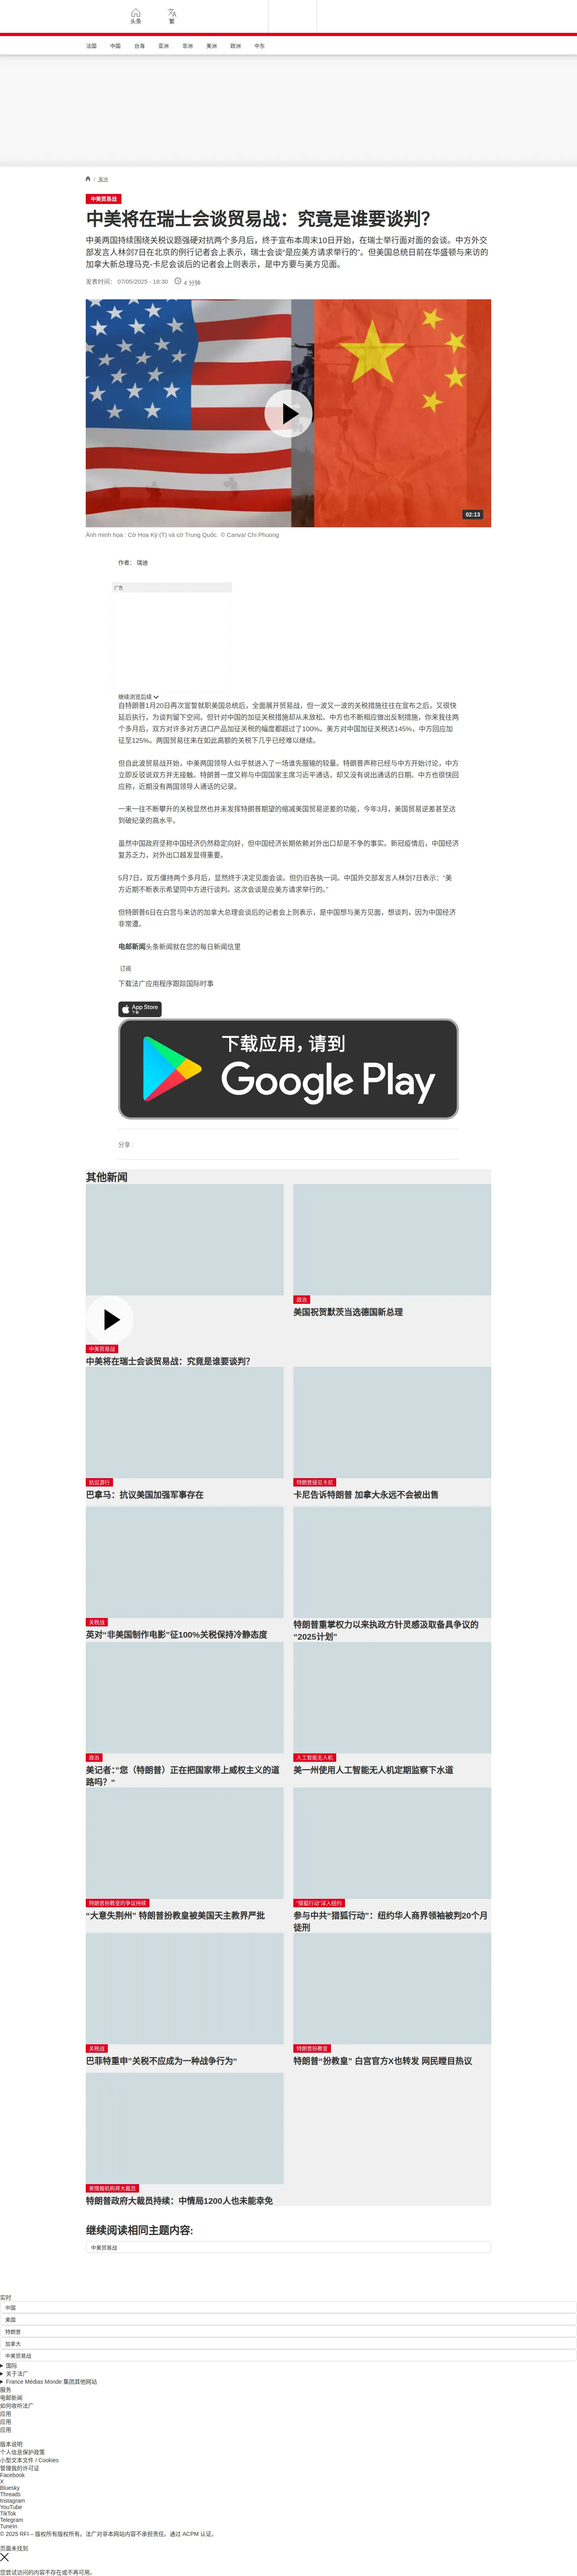 头条
繁
法国
中国
台海
亚洲
非洲
美洲
欧洲
中东
/ 美洲
中美贸易战
中美将在瑞士会谈贸易战：究竟是谁要谈判？
中美两国持续围绕关税议题强硬对抗两个多月后，终于宣布本周末10日开始，在瑞士举行面对面的会谈。中方外交
部发言人林剑7日在北京的例行记者会上表示，瑞士会谈“是应美方请求举行的”。但美国总统日前在华盛顿与来访的
加拿大新总理马克-卡尼会谈后的记者会上则表示，是中方要与美方见面。
发表时间： 07/05/2025 - 18:30
4 分钟
02:13
Ảnh minh họa : Cờ Hoa Kỳ (T) và cờ Trung Quốc. © Canva/ Chi Phuong
作者： 瑞迪
广告
继续浏览后续
自特朗普1月20日再次宣誓就职美国总统后，全面展开贸易战，但一波又一波的关税措施往往在宣布之后，又很快
延后执行，为谈判留下空间。但针对中国的加征关税措施却从未放松。中方也不断相应做出反制措施，你来我往两
个多月后，双方对许多对方进口产品加征关税的幅度都超过了100%。美方对中国加征关税达145%，中方回应加
征至125%。两国贸易往来在如此高额的关税下几乎已经难以继续。
但自此波贸易战开始，中美两国领导人似乎就进入了一场谁先服输的较量。特朗普声称已经与中方开始讨论，中方
立即反驳说双方并无接触。特朗普一度又称与中国国家主席习近平通话，却又没有说出通话的日期。中方也很快回
应称，近期没有两国领导人通话的记录。
一来一往不断攀升的关税显然也并未发挥特朗普期望的缩减美国贸易逆差的功能，今年3月，美国贸易逆差甚至达
到破纪录的高水平。
虽然中国政府坚称中国经济仍然稳定向好，但中国经济长期依赖对外出口却是不争的事实。新冠疫情后，中国经济
复苏乏力，对外出口越发显得重要。
5月7日，双方僵持两个多月后，显然终于决定见面会谈。但仍旧各执一词。中国外交部发言人林剑7日表示：“美
方近期不断表示希望同中方进行谈判。这次会谈是应美方请求举行的。”
但特朗普6日在白宫与来访的加拿大总理会谈后的记者会上则表示，是中国想与美方见面，想谈判，因为中国经济
非常遭。
电邮新闻头条新闻就在您的每日新闻信里
订阅
下载法广应用程序跟踪国际时事
App Store
下载
下载应用，请到
Google Play
分享 :
其他新闻
政治
美国祝贺默茨当选德国新总理
中美贸易战
中美将在瑞士会谈贸易战：究竟是谁要谈判？
抗议游行
巴拿马：抗议美国加强军事存在
特朗普接见卡尼
卡尼告诉特朗普 加拿大永远不会被出售
关税战
英对“非美国制作电影”征100%关税保持冷静态度
特朗普重掌权力以来执政方针灵感汲取备具争议的
“2025计划”
政治
美记者：”您（特朗普）正在把国家带上威权主义的道
路吗？“
人工智能无人机
美一州使用人工智能无人机定期监察下水道
特朗普扮教皇的争议持续
“大意失荆州” 特朗普扮教皇被美国天主教界严批
“猎狐行动”深入纽约
参与中共“猎狐行动”：纽约华人商界领袖被判20个月
徒刑
关税战
巴菲特重申”关税不应成为一种战争行为“
特朗普扮教皇
特朗普“扮教皇” 白宫官方X也转发 网民瞠目热议
美情报机构将大裁员
特朗普政府大裁员持续：中情局1200人也未能幸免
继续阅读相同主题内容:
中美贸易战
实时
中国
美国
特朗普
加拿大
中美贸易战
国际
关于法广
France Médias Monde 集团其他网站
服务
电邮新闻
如何收听法广
应用
应用
应用
版本说明
个人信息保护政策
小型文本文件 / Cookies
管理我的许可证
Facebook
X
Bluesky
Threads
Instagram
YouTube
TikTok
Telegram
TuneIn
© 2025 RFI – 版权所有版权所有。法广对非本网站内容不承担责任。通过 ACPM 认证。
页面未找到
您尝试访问的内容不存在或不再可用。